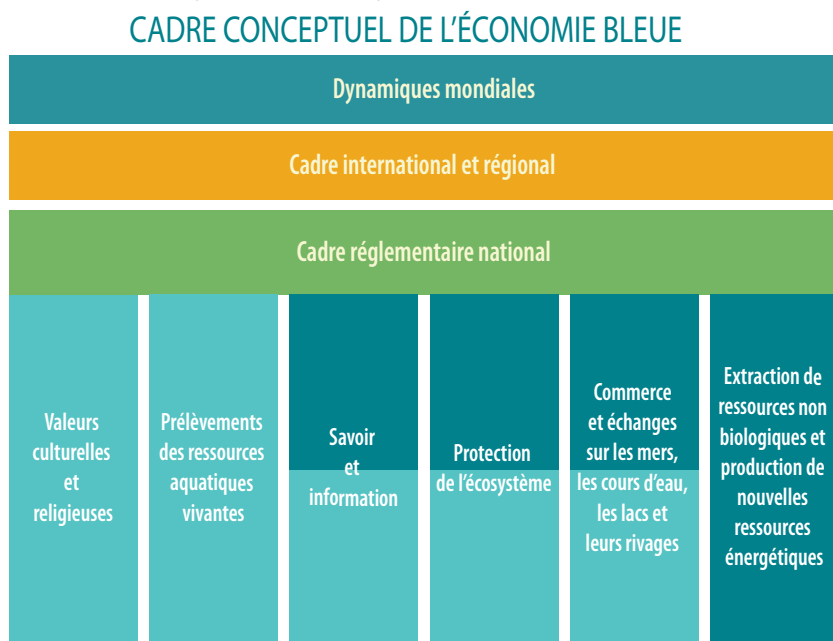 CADRE CONCEPTUEL DE L'ÉCONOMIE BLEUE
Dynamiques mondiales
Cadre international et régional
Cadre réglementaire national
Valeurs
culturelles
et
religieuses
Prélèvements
des ressources
aquatiques
vivantes
Savoir
et
information
Protection
de l'écosystème
Commerce
et échanges
sur les mers,
les cours d'eau,
les lacs et
leurs rivages
Extraction de
ressources non
biologiques et
production de
nouvelles
ressources
énergétiques